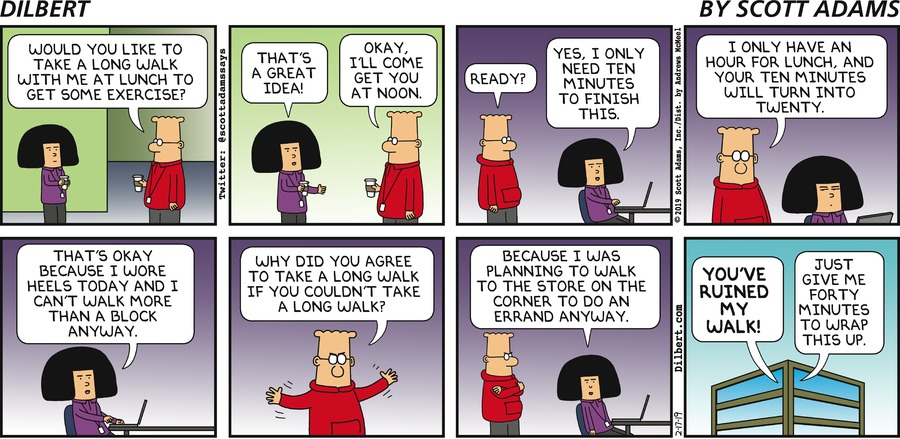 DILBERT
BY SCOTT ADAMS
WOULD YOU LIKE TO
TAKE A LONG WALK
WITH ME AT LUNCH TO
GET SOME EXERCISE?
Twitter: @scottadamssays
THAT'S
A GREAT
IDEA!
OKAY,
I'LL COME
GET YOU
AT NOON.
READY?
YES, I ONLY
NEED TEN
MINUTES
TO FINISH
THIS.
©2019 Scott Adams, Inc./Dist. by Andrews McMeel
I ONLY HAVE AN
HOUR FOR LUNCH, AND
YOUR TEN MINUTES
WILL TURN INTO
TWENTY.
THAT'S OKAY
BECAUSE I WORE
HEELS TODAY AND I
CAN'T WALK MORE
THAN A BLOCK
ANYWAY.
WHY DID YOU AGREE
TO TAKE A LONG WALK
IF YOU COULDN'T TAKE
A LONG WALK?
BECAUSE I WAS
PLANNING TO WALK
TO THE STORE ON THE
CORNER TO DO AN
ERRAND ANYWAY.
Dilbert.com
2-17-19
YOU'VE
RUINED
MY
WALK!
JUST
GIVE ME
FORTY
MINUTES
TO WRAP
THIS UP.